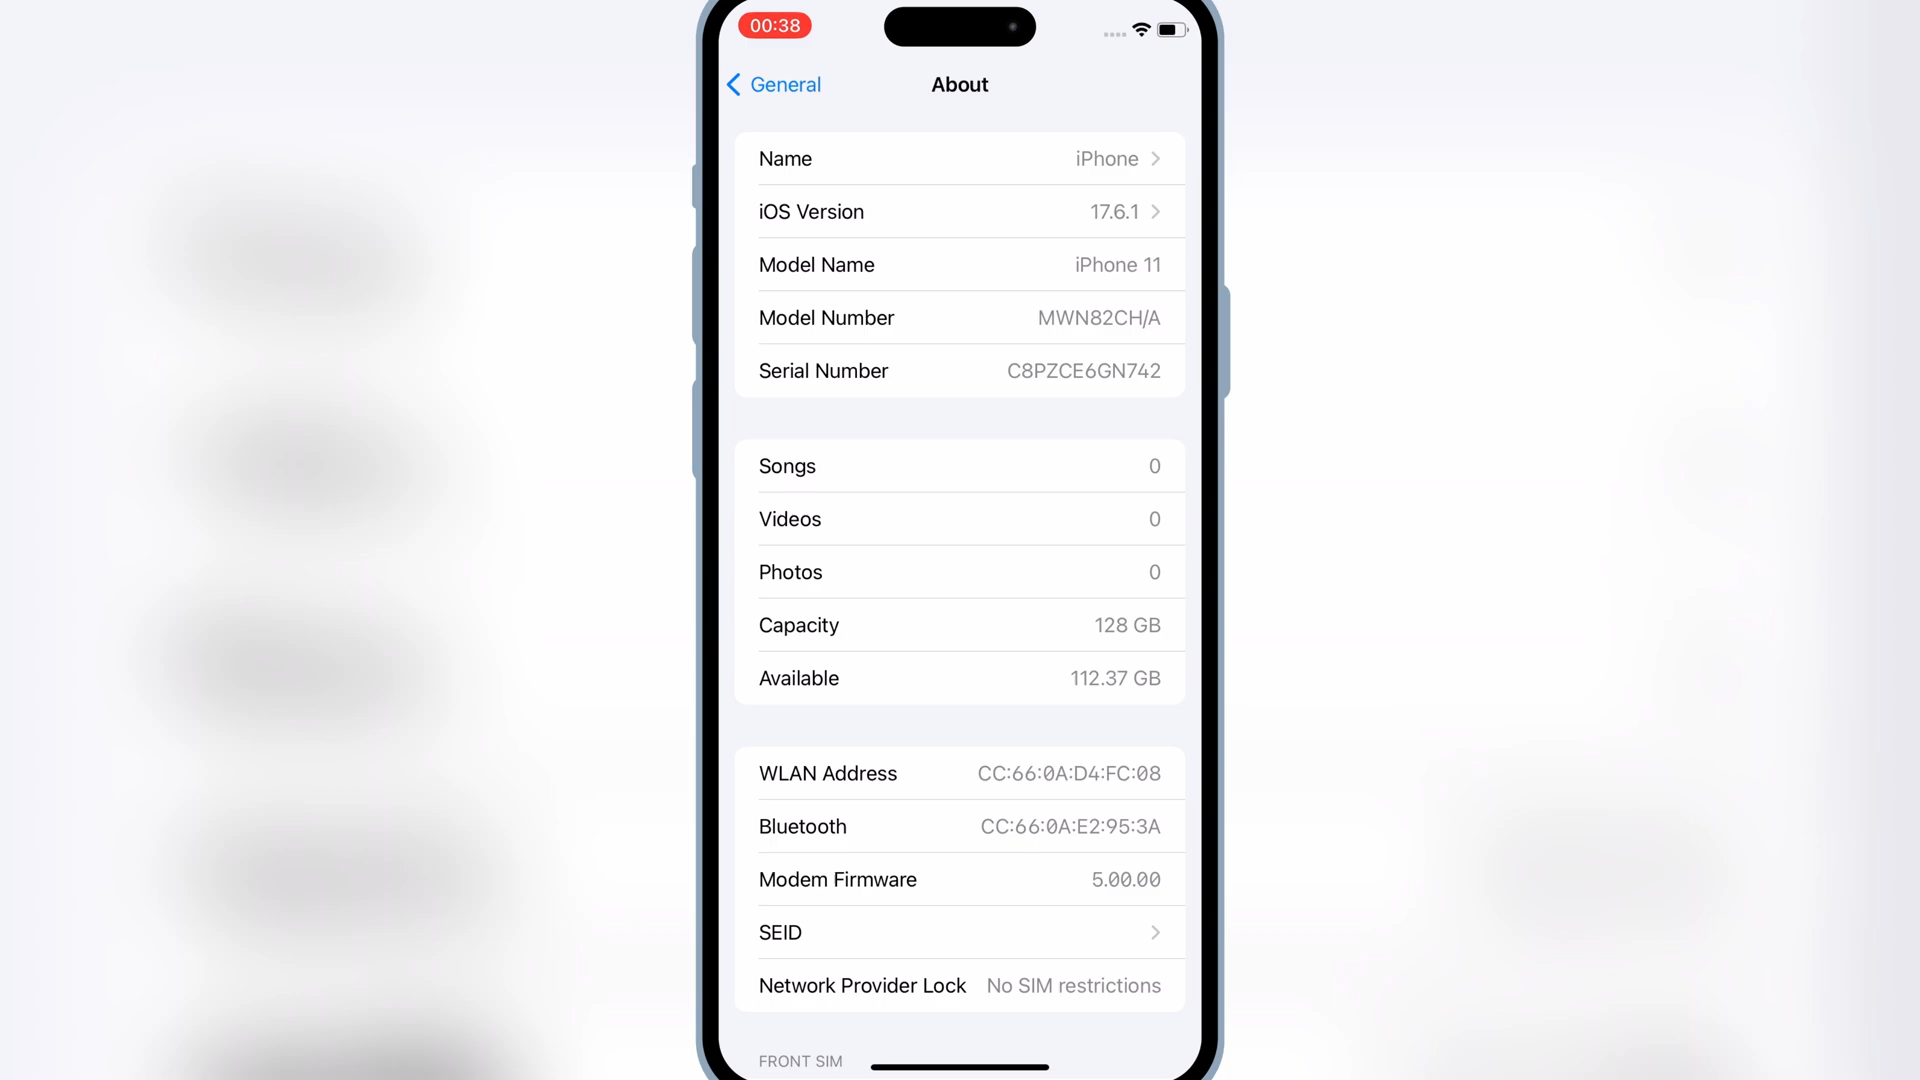 00:38
General
About
Name iPhone
iOS Version 17.6.1
Model Name iPhone 11
Model Number MWN82CH/A
Serial Number C8PZCE6GN742
Songs 0
Videos 0
Photos 0
Capacity 128 GB
Available 112.37 GB
WLAN Address CC:66:0A:D4:FC:08
Bluetooth CC:66:0A:E2:95:3A
Modem Firmware 5.00.00
SEID
Network Provider Lock No SIM restrictions
FRONT SIM